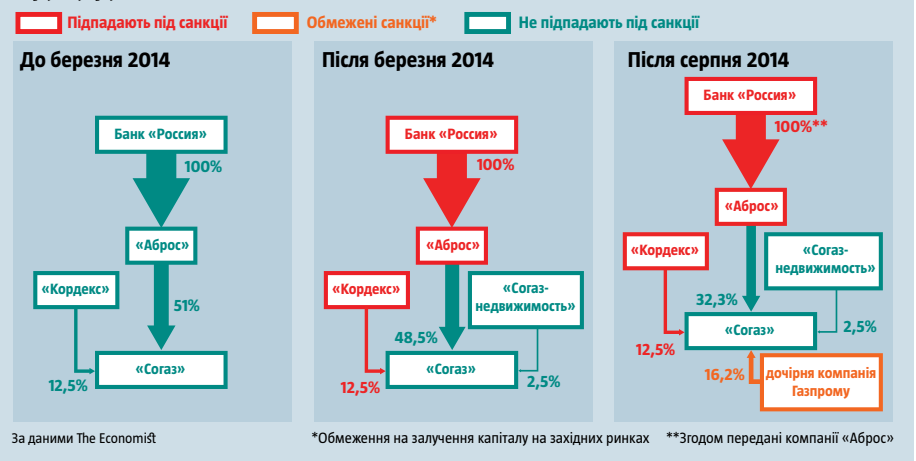 Підпадають під санкції
Обмежені санкції*
Не підпадають під санкції
До березня 2014
Банк «Россия»
100%
«Аброс»
«Кордекс»
51%
«Согаз»
12,5%
Після березня 2014
Банк «Россия»
100%
«Аброс»
«Кордекс»
«Согаз-
недвижимость»
48,5%
«Согаз»
12,5%
2,5%
Після серпня 2014
Банк «Россия»
100%**
«Аброс»
«Кордекс»
«Согаз-
недвижимость»
32,3%
«Согаз»
2,5%
12,5%
16,2%
дочірня компанія
Газпрому
За даними The Economist
*Обмеження на залучення капіталу на західних ринках
**Згодом передані компанії «Аброс»